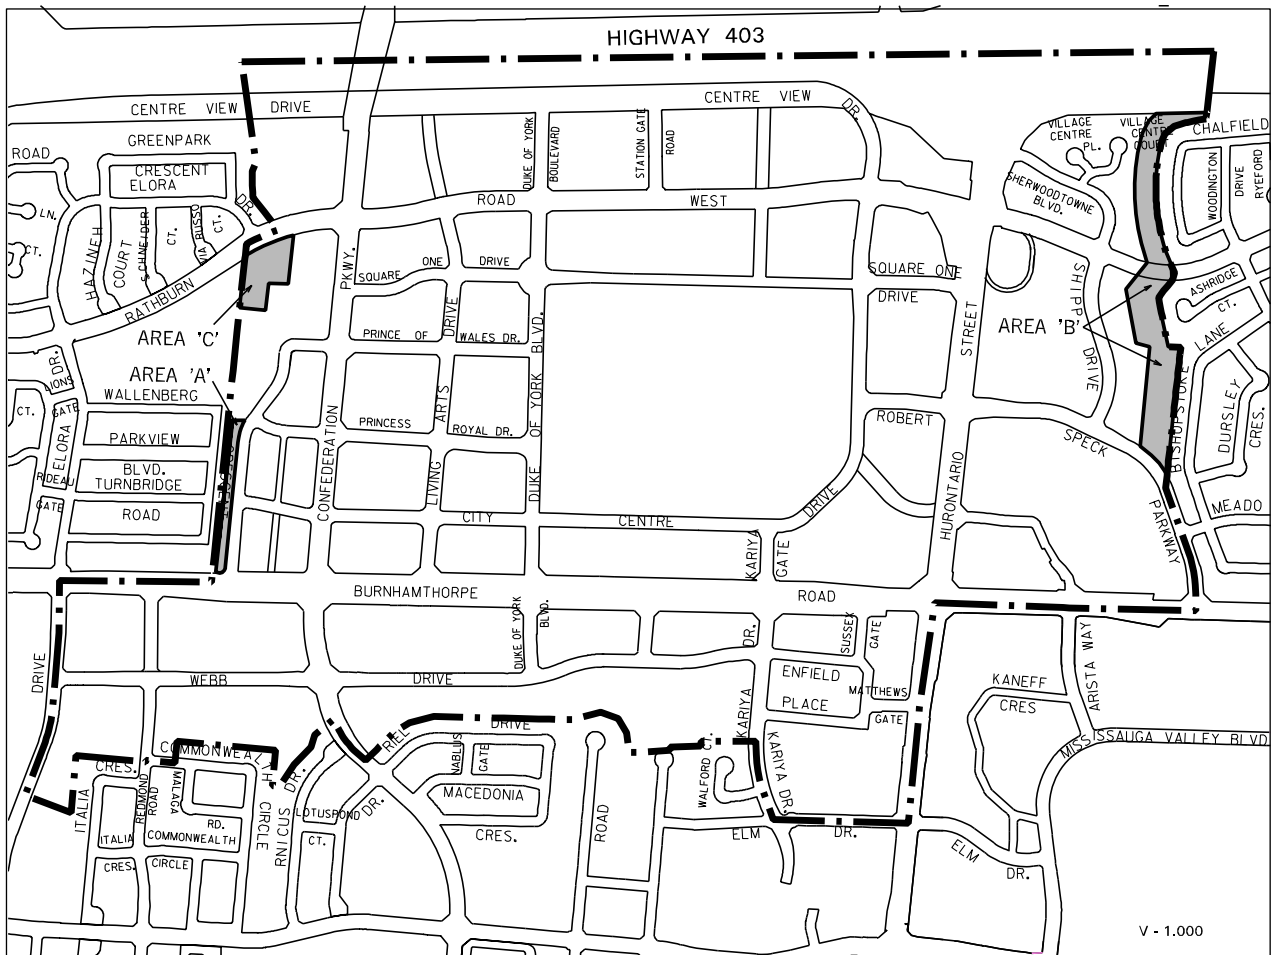 HIGHWAY 403
CENTRE VIEW DRIVE
CENTRE VIEW
DR.
GREENPARK
ROAD
CRESCENT
ELORA
DR.
LN.
CT.
HAZINEH
COURT
SCHNEIDER
CT.
VIA RUSSO
CT.
RATHBURN
ROAD
WEST
PKWY.
DUKE OF YORK
BOULEVARD
STATION GATE
ROAD
VILLAGE
CENTRE
PL.
VILLAGE
CENTRE
COURT
CHALFIELD
SHERWOODTOWNE
BLVD.
WOODINGTON
DRIVE
RYEFORD
SQUARE ONE DRIVE
SQUARE ONE
DRIVE
SHIPP
DRIVE
ASHRIDGE
CT.
LANE
BISHOPSTOKE
AREA 'C'
AREA 'A'
AREA 'B'
STREET
PRINCE OF WALES DR.
DRIVE
ARTS
LIVING
DUKE OF YORK BLVD.
DR.
LIONS
GATE
WALLENBERG
CT.
ELORA
PARKVIEW
BLVD.
TURNBRIDGE
ROAD
RIDEAU
GATE
CRESCENT
CONFEDERATION
PRINCESS ROYAL DR.
ROBERT
SPECK
PARKWAY
DURSLEY
CRES.
MEADO
CITY CENTRE
DRIVE
HURONTARIO
KARIYA
GATE
BURNHAMTHORPE
ROAD
DUKE OF YORK
BLVD.
DR.
SUSSEX
GATE
DRIVE
WEBB DRIVE
KARIYA
ENFIELD
PLACE
MATTHEWS
GATE
KANEFF
CRES
ARISTA WAY
MISSISSAUGA VALLEY BLVD.
COMMONWEALTH
CIRCLE
CRES.
ITALIA
REDMOND
ROAD
MALAGA
RD.
ITALIA
CRES.
COMMONWEALTH
CIRCLE
DR.
RIEL
DRIVE
NABLUS
GATE
MACEDONIA
CRES.
LOTUSPOND
CT.
DR.
ROAD
WALFORD CT.
KARIYA DR.
ELM DR.
ELM
DR.
V - 1.000